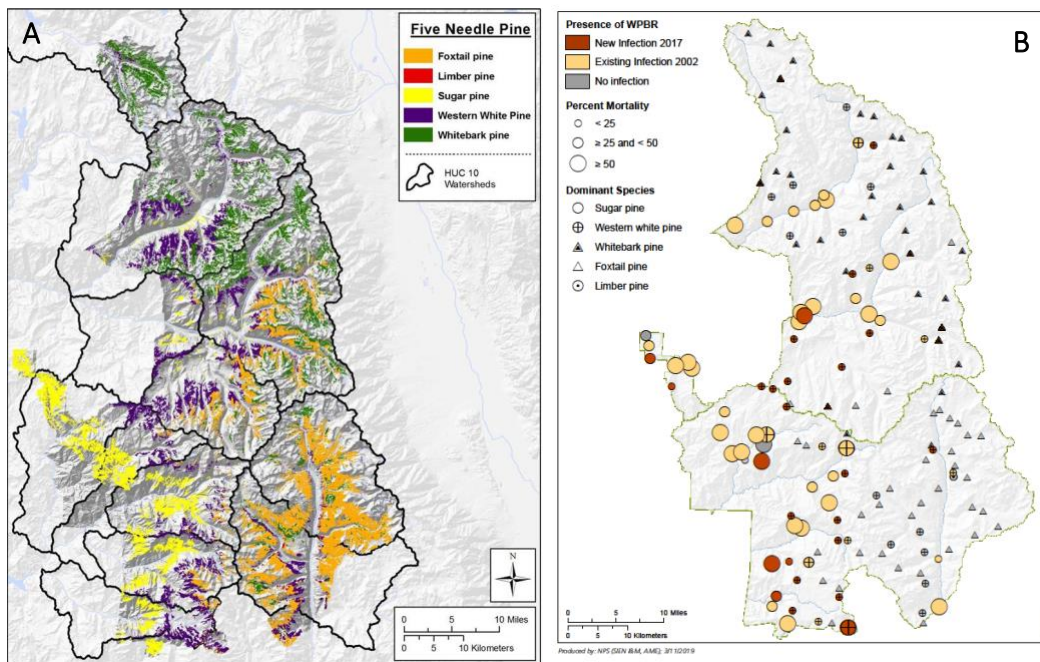 A
Five Needle Pine
Foxtail pine
Limber pine
Sugar pine
Western White Pine
Whitebark pine
HUC 10
Watersheds
N
0 5 10 Miles
0 5 10 Kilometers
B
Presence of WPBR
New Infection 2017
Existing Infection 2002
No infection
Percent Mortality
< 25
≥ 25 and < 50
≥ 50
Dominant Species
Sugar pine
Western white pine
Whitebark pine
Foxtail pine
Limber pine
0 5 10 Miles
0 5 10 Kilometers
Produced by: NPS (SIEN I&M, AME); 3/11/2019